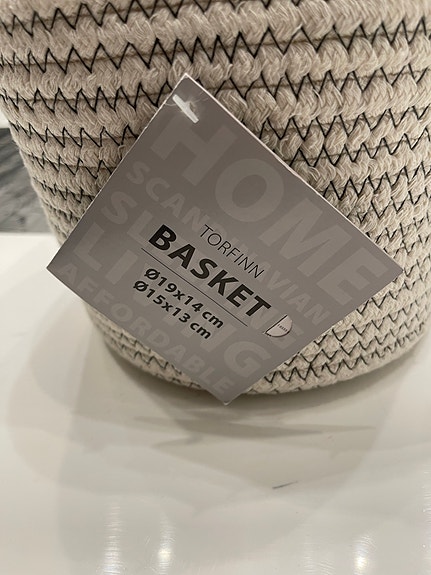 HOME
SCANDINAVIAN
LIVING
AFFORDABLE
TORFINN
BASKET
Ø19x14 cm
Ø15x13 cm